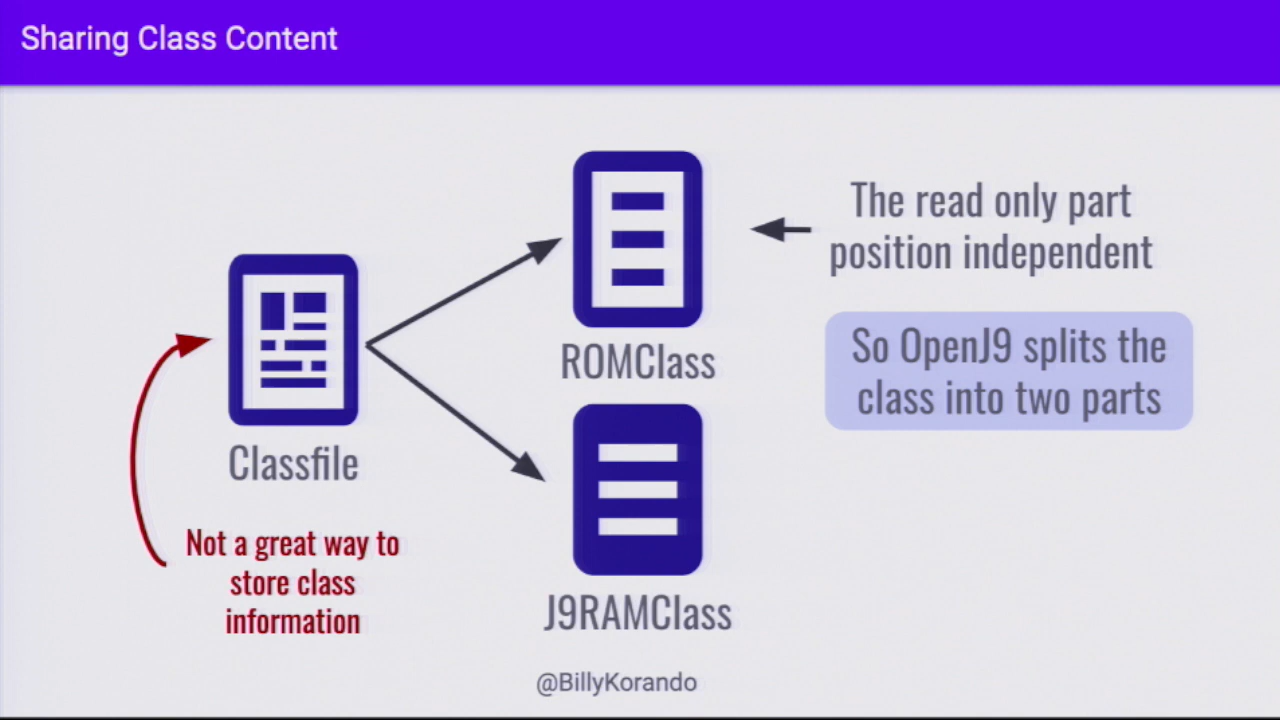 Sharing Class Content
The read only part
position independent
ROMClass
So OpenJ9 splits the
class into two parts
Classfile
Not a great way to
store class
information
J9RAMClass
@BillyKorando